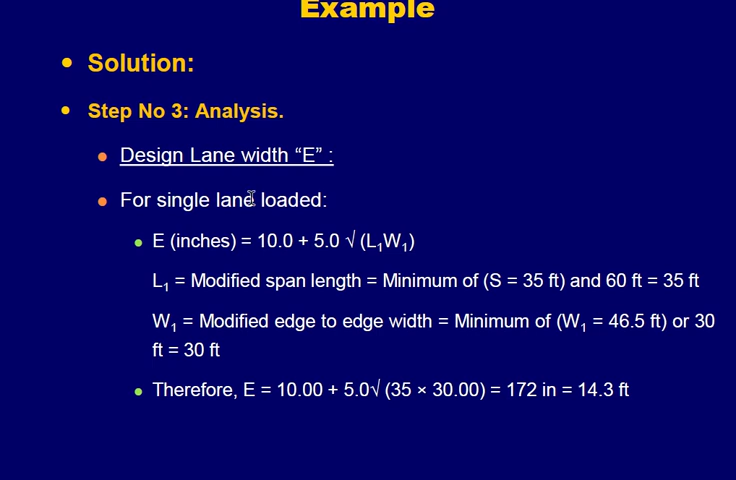 Example
Solution:
Step No 3: Analysis.
Design Lane width “E” :
For single lane loaded:
E (inches) = 10.0 + 5.0 √ (L₁W₁)
L₁ = Modified span length = Minimum of (S = 35 ft) and 60 ft = 35 ft
W₁ = Modified edge to edge width = Minimum of (W₁ = 46.5 ft) or 30
ft = 30 ft
Therefore, E = 10.00 + 5.0√ (35 × 30.00) = 172 in = 14.3 ft